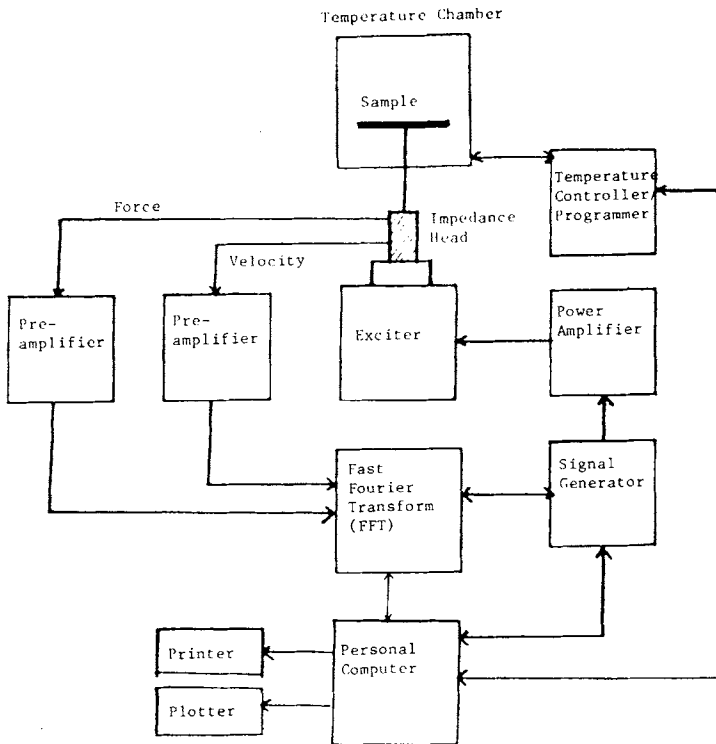 Temperature Chamber
Sample
Temperature
Controller/
Programmer
Force
Impedance
Head
Velocity
Pre-
amplifier
Pre-
amplifier
Exciter
Power
Amplifier
Fast
Fourier
Transform
(FFT)
Signal
Generator
Printer
Personal
Computer
Plotter